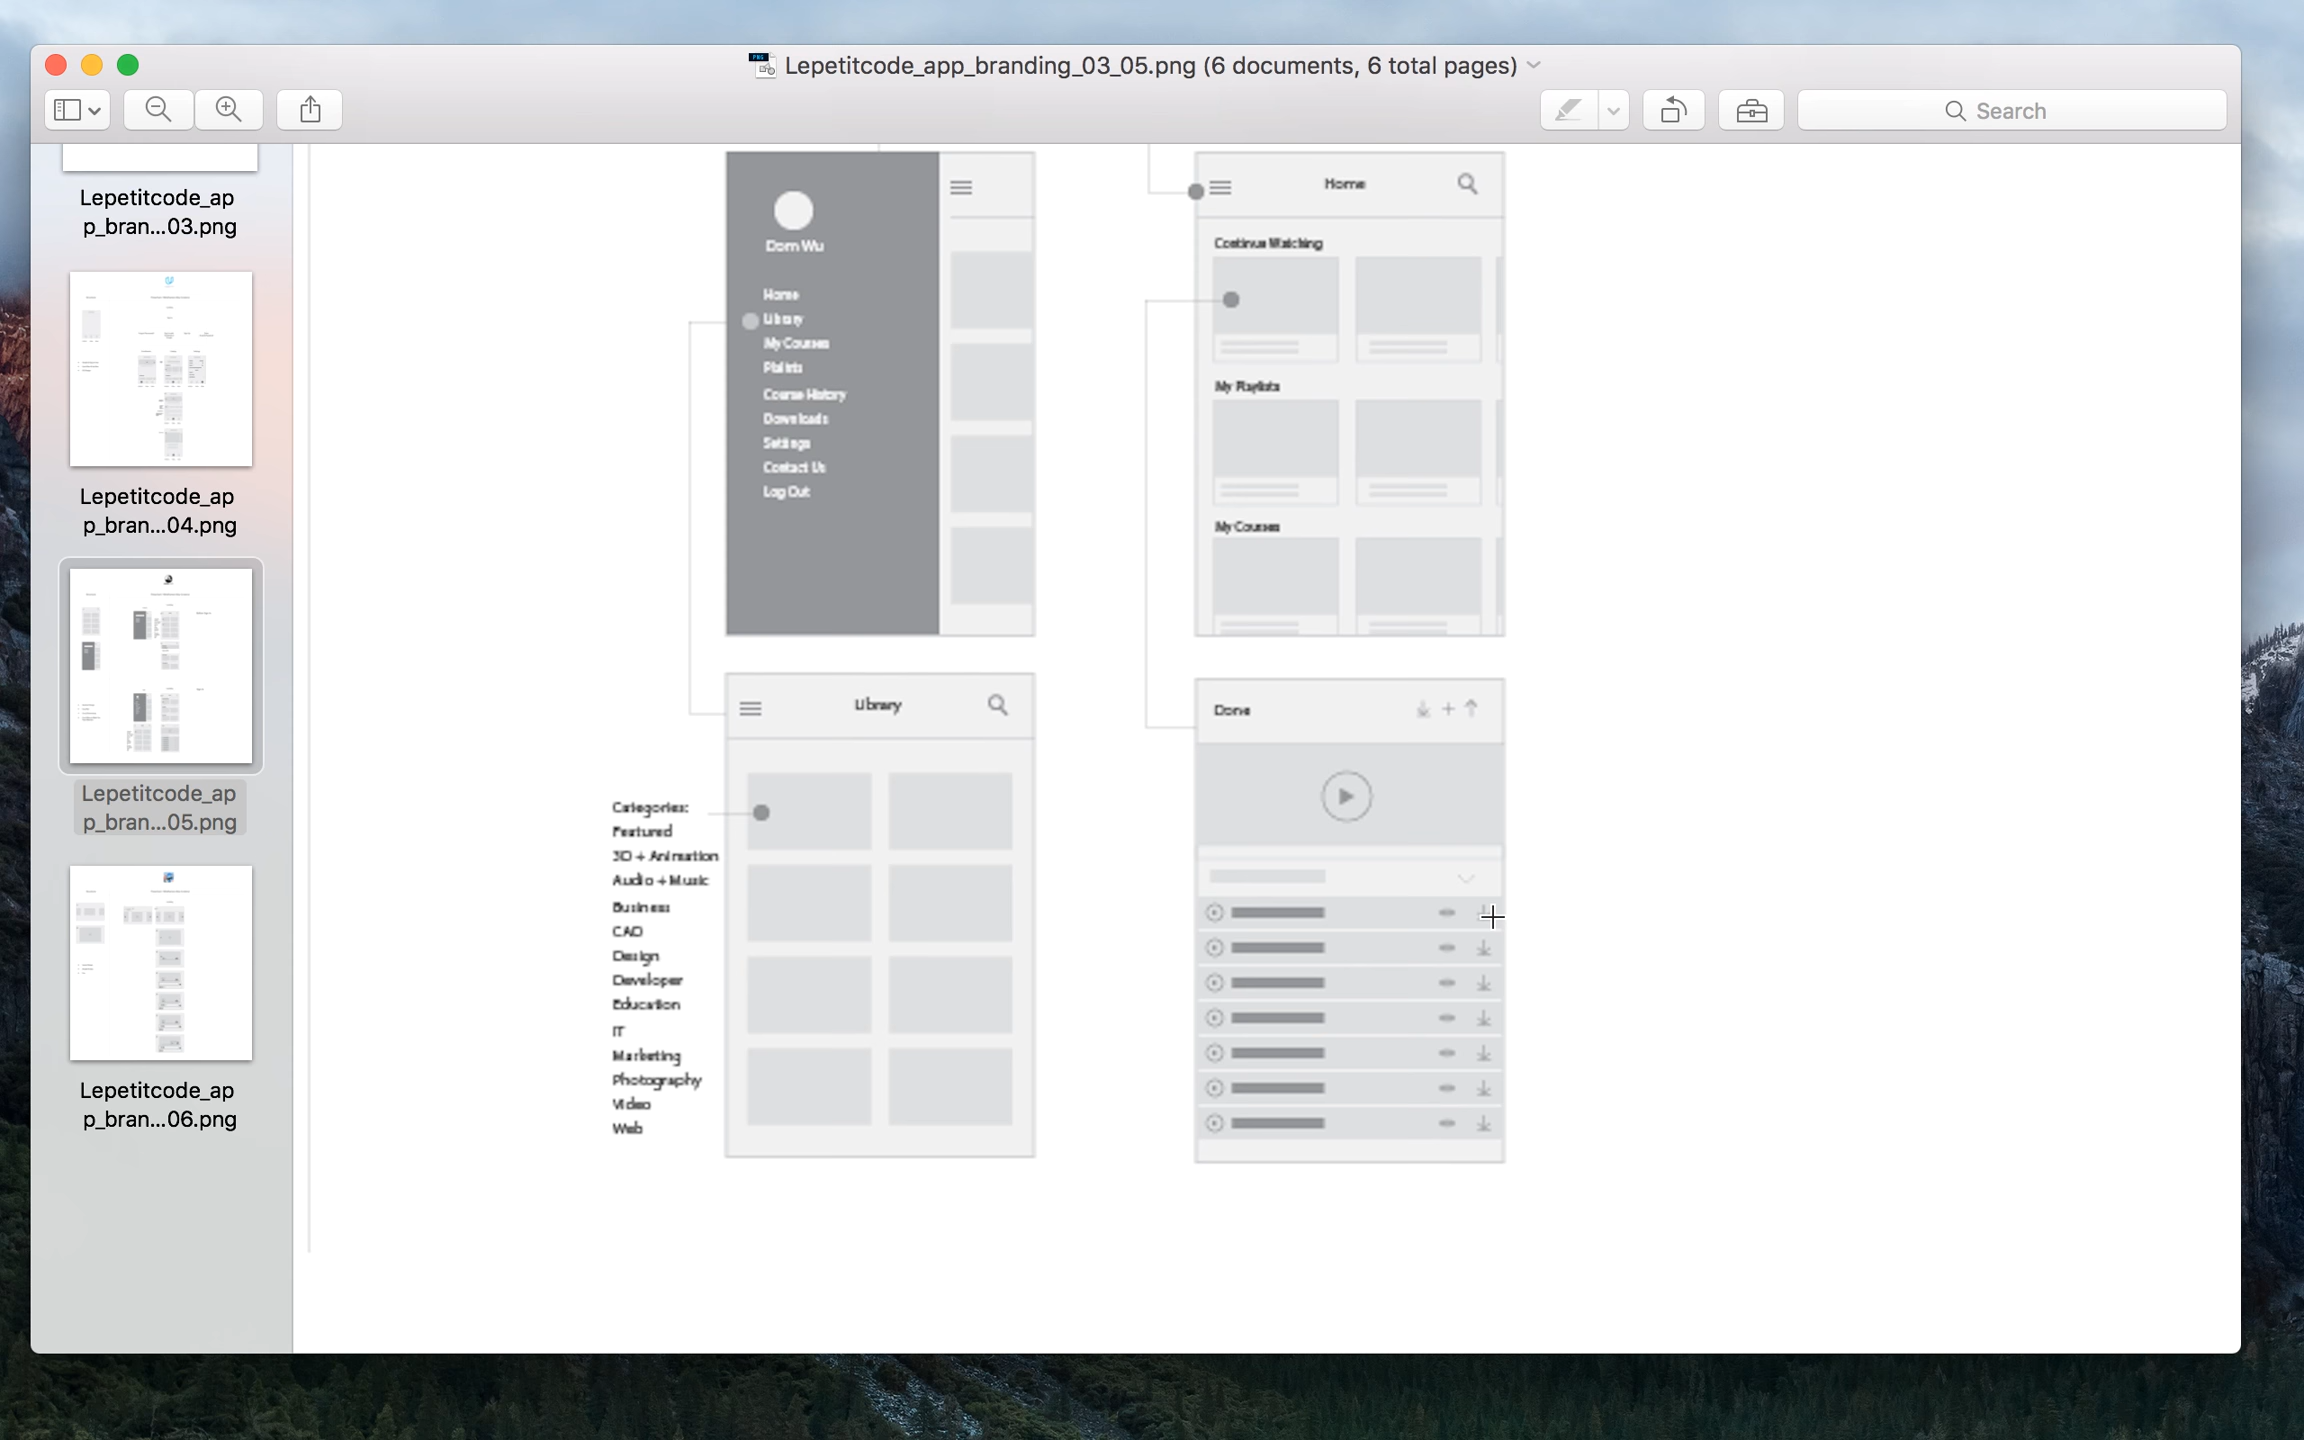 Lepetitcode_app_branding_03_05.png (6 documents, 6 total pages)
Search
Lepetitcode_ap
p_bran...03.png
Lepetitcode_ap
p_bran...04.png
Lepetitcode_ap
p_bran...05.png
Lepetitcode_ap
p_bran...06.png
Dom Wu
Home
Library
My Courses
Course History
Downloads
Settings
Contact Us
Log Out
Home
Continue Watching
My Playlists
My Courses
Library
Categories:
Featured
3D + Animation
Audio + Music
Business
CAD
Design
Developer
Education
IT
Marketing
Photography
Video
Web
Done